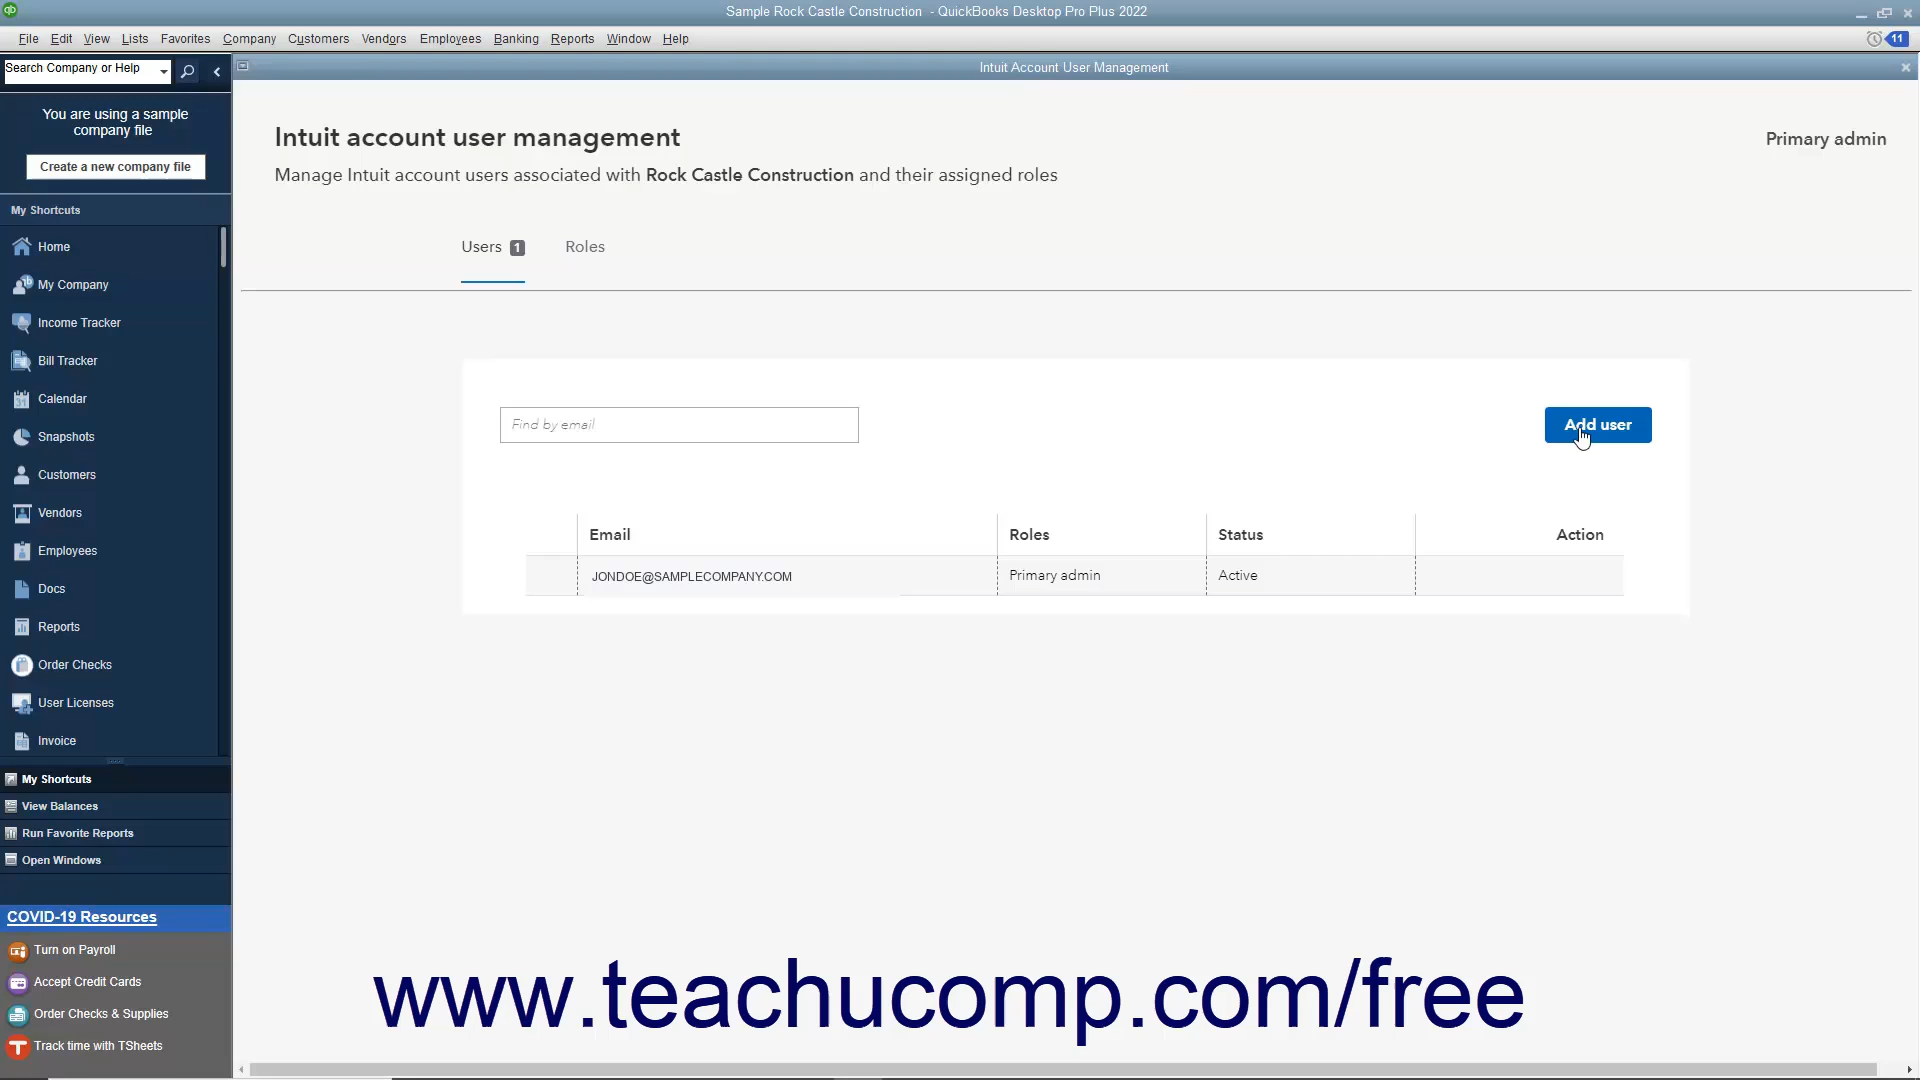 Sample Rock Castle Construction - QuickBooks Desktop Pro Plus 2022
File Edit View Lists Favorites Company Customers Vendors Employees Banking Reports Window Help
11
Search Company or Help
Intuit Account User Management
You are using a sample
company file
Create a new company file
My Shortcuts
Home
My Company
Income Tracker
Bill Tracker
Calendar
Snapshots
Customers
Vendors
Employees
Docs
Reports
Order Checks
User Licenses
Invoice
My Shortcuts
View Balances
Run Favorite Reports
Open Windows
COVID-19 Resources
Turn on Payroll
Accept Credit Cards
Order Checks & Supplies
Track time with TSheets
Intuit account user management
Primary admin
Manage Intuit account users associated with Rock Castle Construction and their assigned roles
Users 1 Roles
Find by email
Add user
Email Roles Status Action
JONDOE@SAMPLECOMPANY.COM Primary admin Active
www.teachucomp.com/free